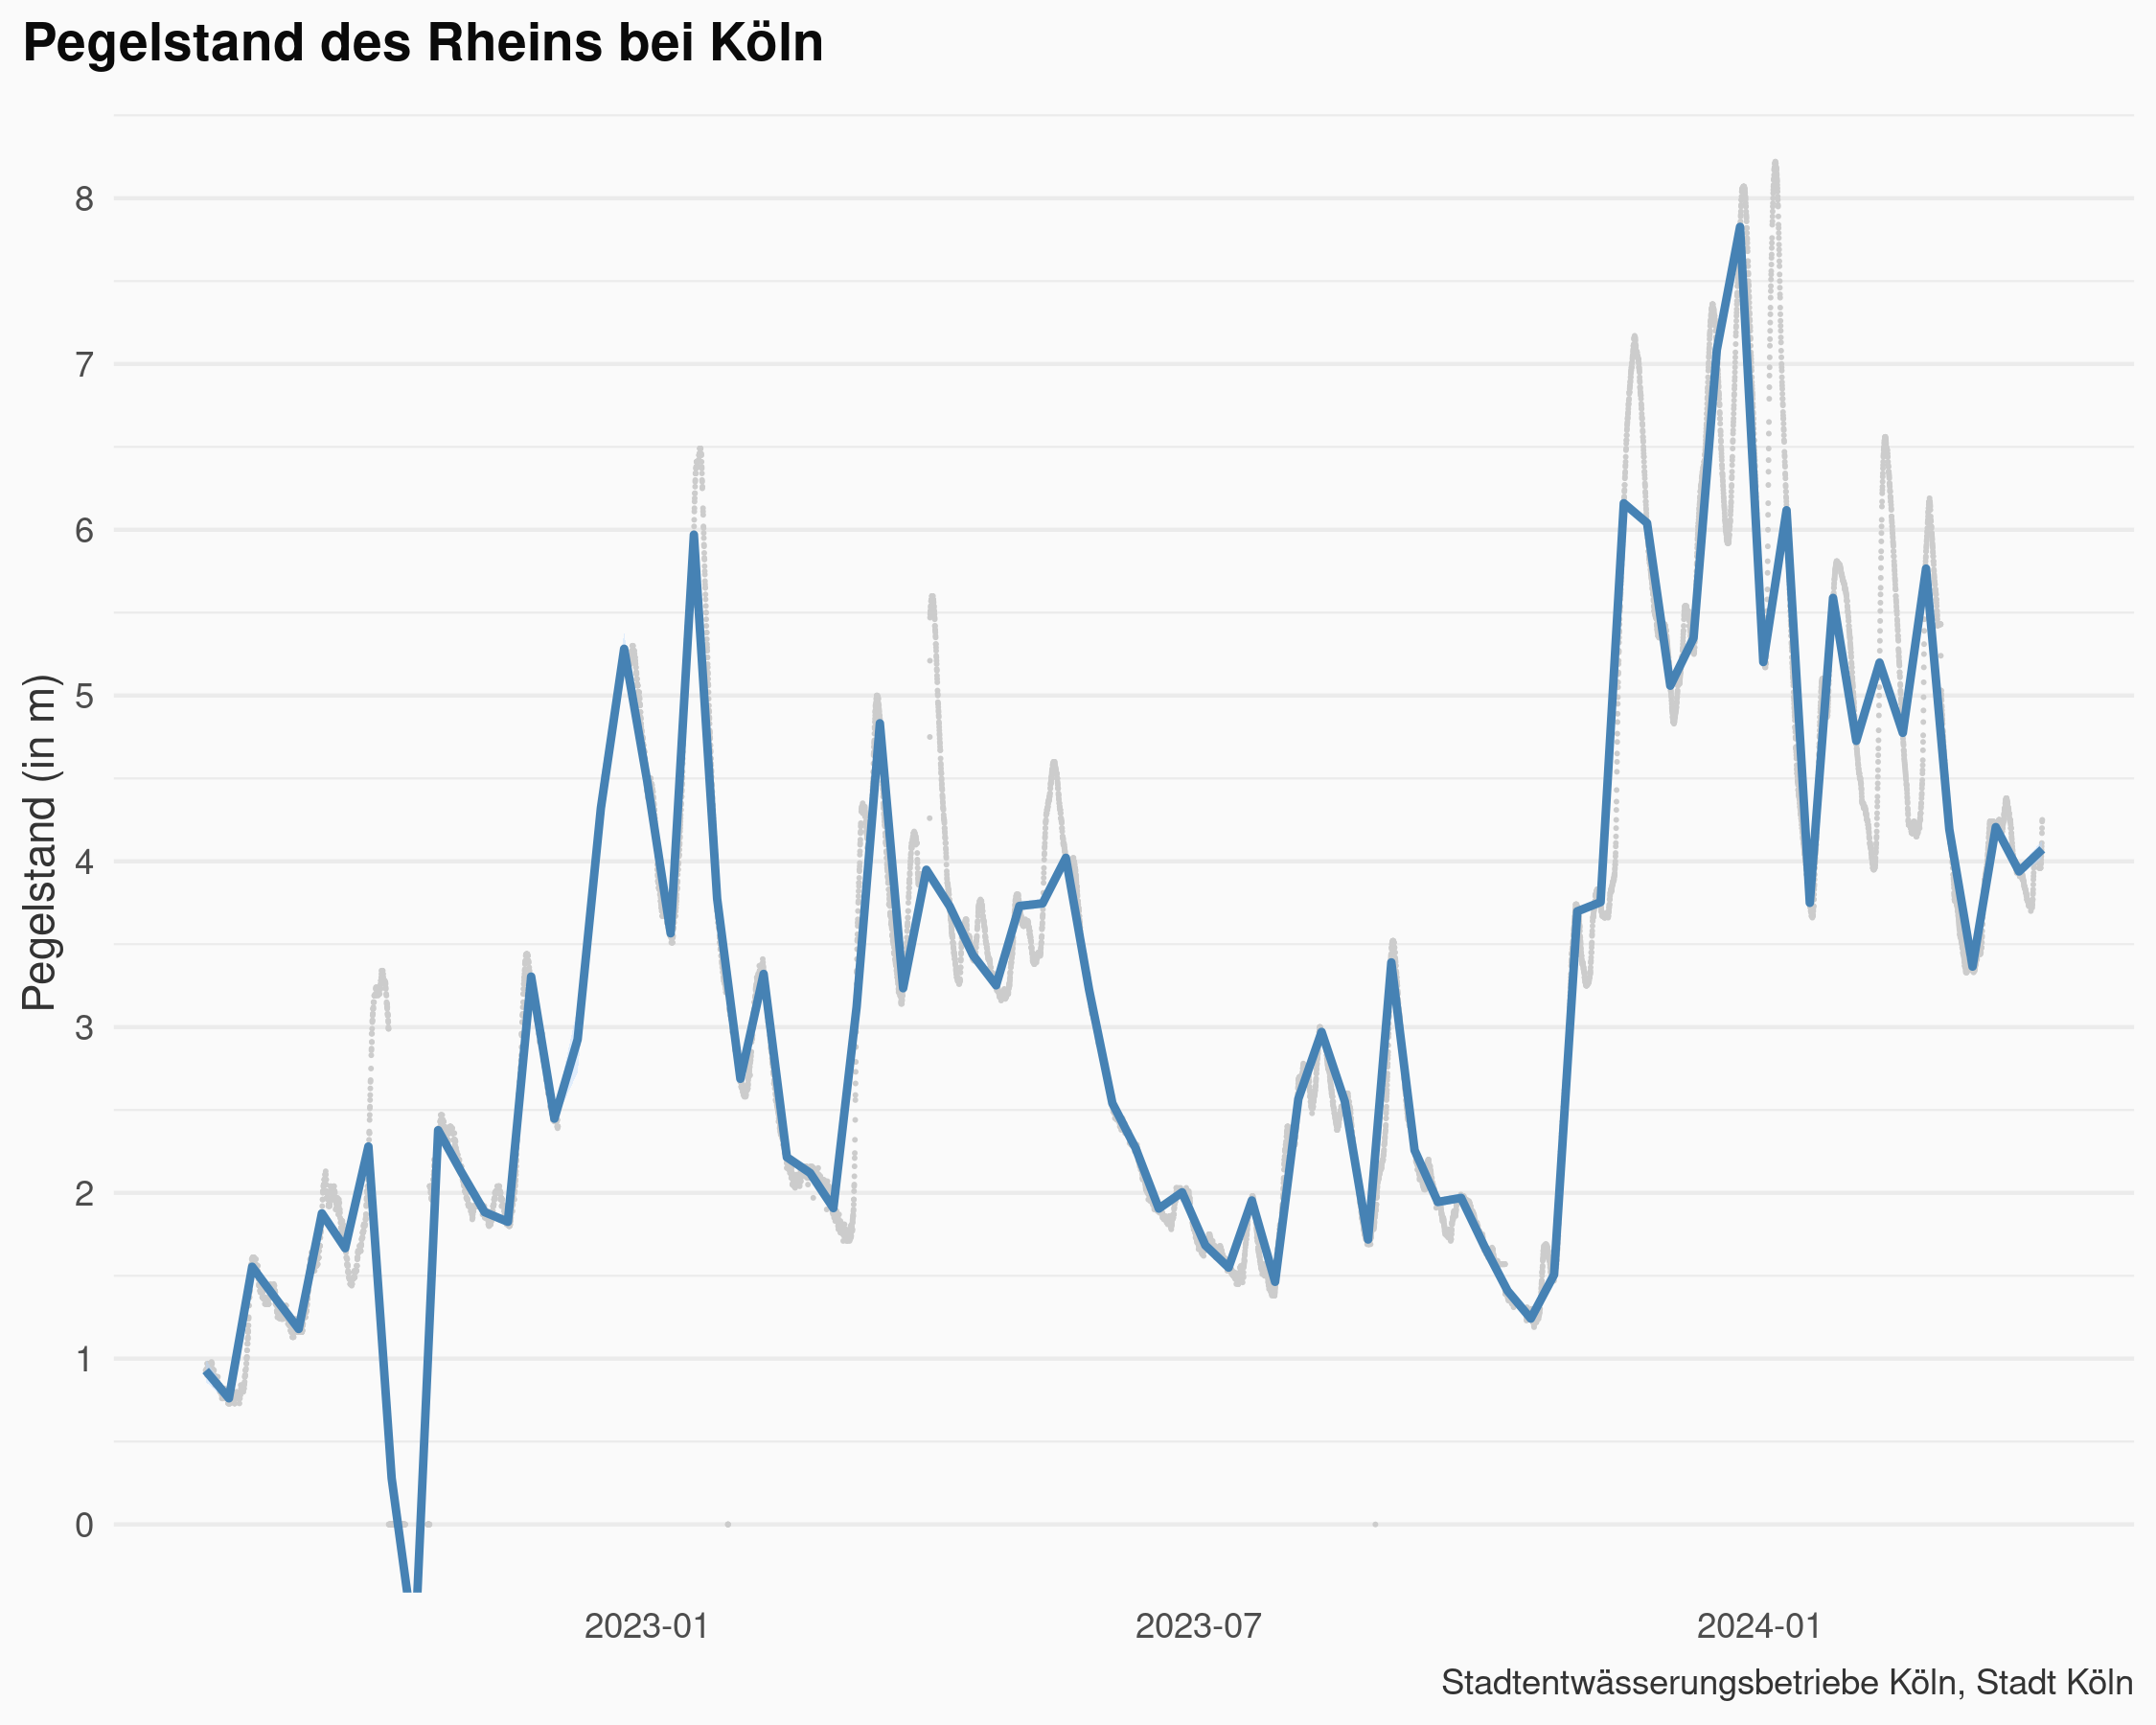 Pegelstand des Rheins bei Köln
Pegelstand (in m)
8
7
6
5
4
3
2
1
0
2023-01 2023-07 2024-01
Stadtentwässerungsbetriebe Köln, Stadt Köln